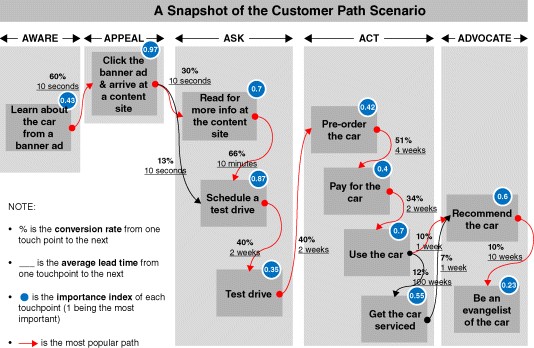 A Snapshot of the Customer Path Scenario
AWARE
APPEAL
ASK
ACT
ADVOCATE
0.43
Learn about
the car
from a
banner ad
60%
10 seconds
0.97
Click the
banner ad
& arrive at
a content
site
30%
10 seconds
13%
10 seconds
0.7
Read for
more info at
the content
site
66%
10 minutes
0.87
Schedule a
test drive
40%
2 weeks
0.35
Test drive
40%
2 weeks
0.42
Pre-order
the car
51%
4 weeks
0.4
Pay for the
car
34%
2 weeks
0.7
Use the car
10%
1 week
12%
100 weeks
0.55
Get the car
serviced
7%
1 week
0.6
Recommend
the car
10%
10 weeks
0.23
Be an
evangelist
of the car
NOTE:
• % is the conversion rate from one
touch point to the next
• ___ is the average lead time from
one touchpoint to the next
• is the importance index of each
touchpoint (1 being the most
important)
• is the most popular path